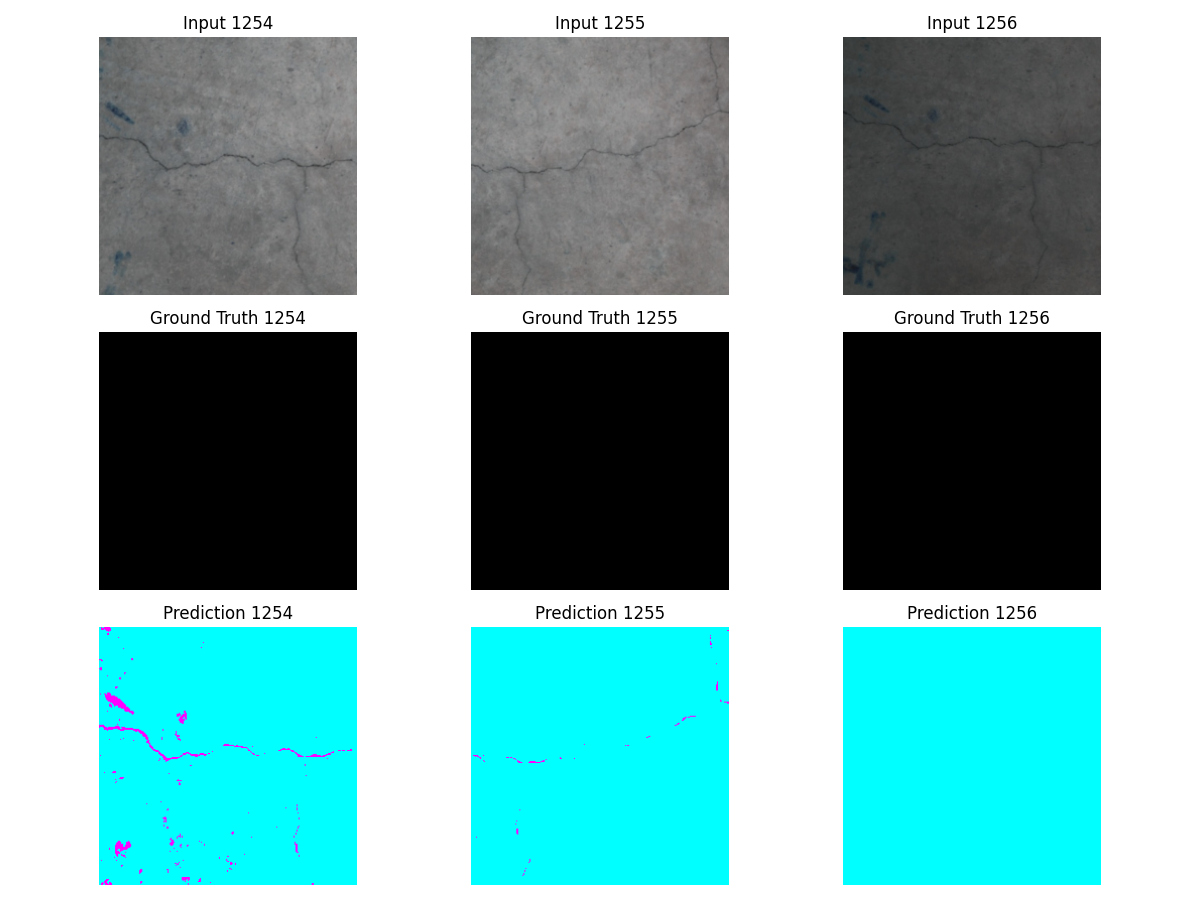 Input 1254
Input 1255
Input 1256
Ground Truth 1254
Ground Truth 1255
Ground Truth 1256
Prediction 1254
Prediction 1255
Prediction 1256